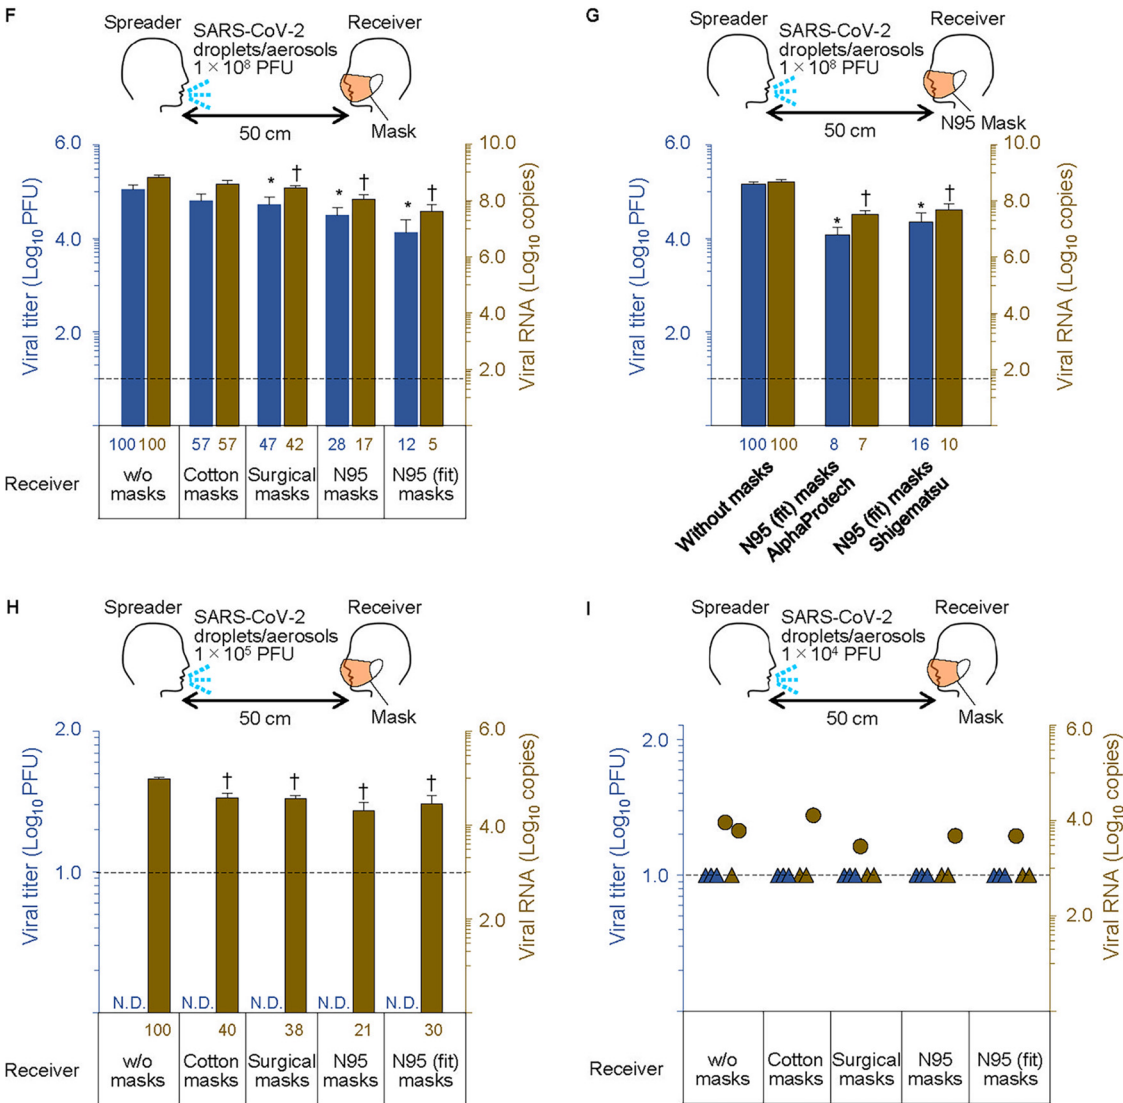 F
Spreader
SARS-CoV-2
droplets/aerosols
1 × 10⁸ PFU
Receiver
50 cm
Mask
6.0
4.0
2.0
Viral titer (Log₁₀ PFU)
10.0
8.0
6.0
4.0
2.0
Viral RNA (Log₁₀ copies)
* † * † * †
100 100 57 57 47 42 28 17 12 5
Receiver
w/o
masks
Cotton
masks
Surgical
masks
N95
masks
N95 (fit)
masks
G
Spreader
SARS-CoV-2
droplets/aerosols
1 × 10⁸ PFU
Receiver
50 cm
N95 Mask
6.0
4.0
2.0
Viral titer (Log₁₀ PFU)
10.0
8.0
6.0
4.0
2.0
Viral RNA (Log₁₀ copies)
* † * †
100 100 8 7 16 10
Without masks
N95 (fit) masks
AlphaProtech
N95 (fit) masks
Shigematsu
H
Spreader
SARS-CoV-2
droplets/aerosols
1 × 10⁵ PFU
Receiver
50 cm
Mask
2.0
1.0
Viral titer (Log₁₀ PFU)
6.0
4.0
2.0
Viral RNA (Log₁₀ copies)
† † † †
N.D. N.D. N.D. N.D. N.D.
100 40 38 21 30
Receiver
w/o
masks
Cotton
masks
Surgical
masks
N95
masks
N95 (fit)
masks
I
Spreader
SARS-CoV-2
droplets/aerosols
1 × 10⁴ PFU
Receiver
50 cm
Mask
2.0
1.0
Viral titer (Log₁₀ PFU)
6.0
4.0
2.0
Viral RNA (Log₁₀ copies)
Receiver
w/o
masks
Cotton
masks
Surgical
masks
N95
masks
N95 (fit)
masks